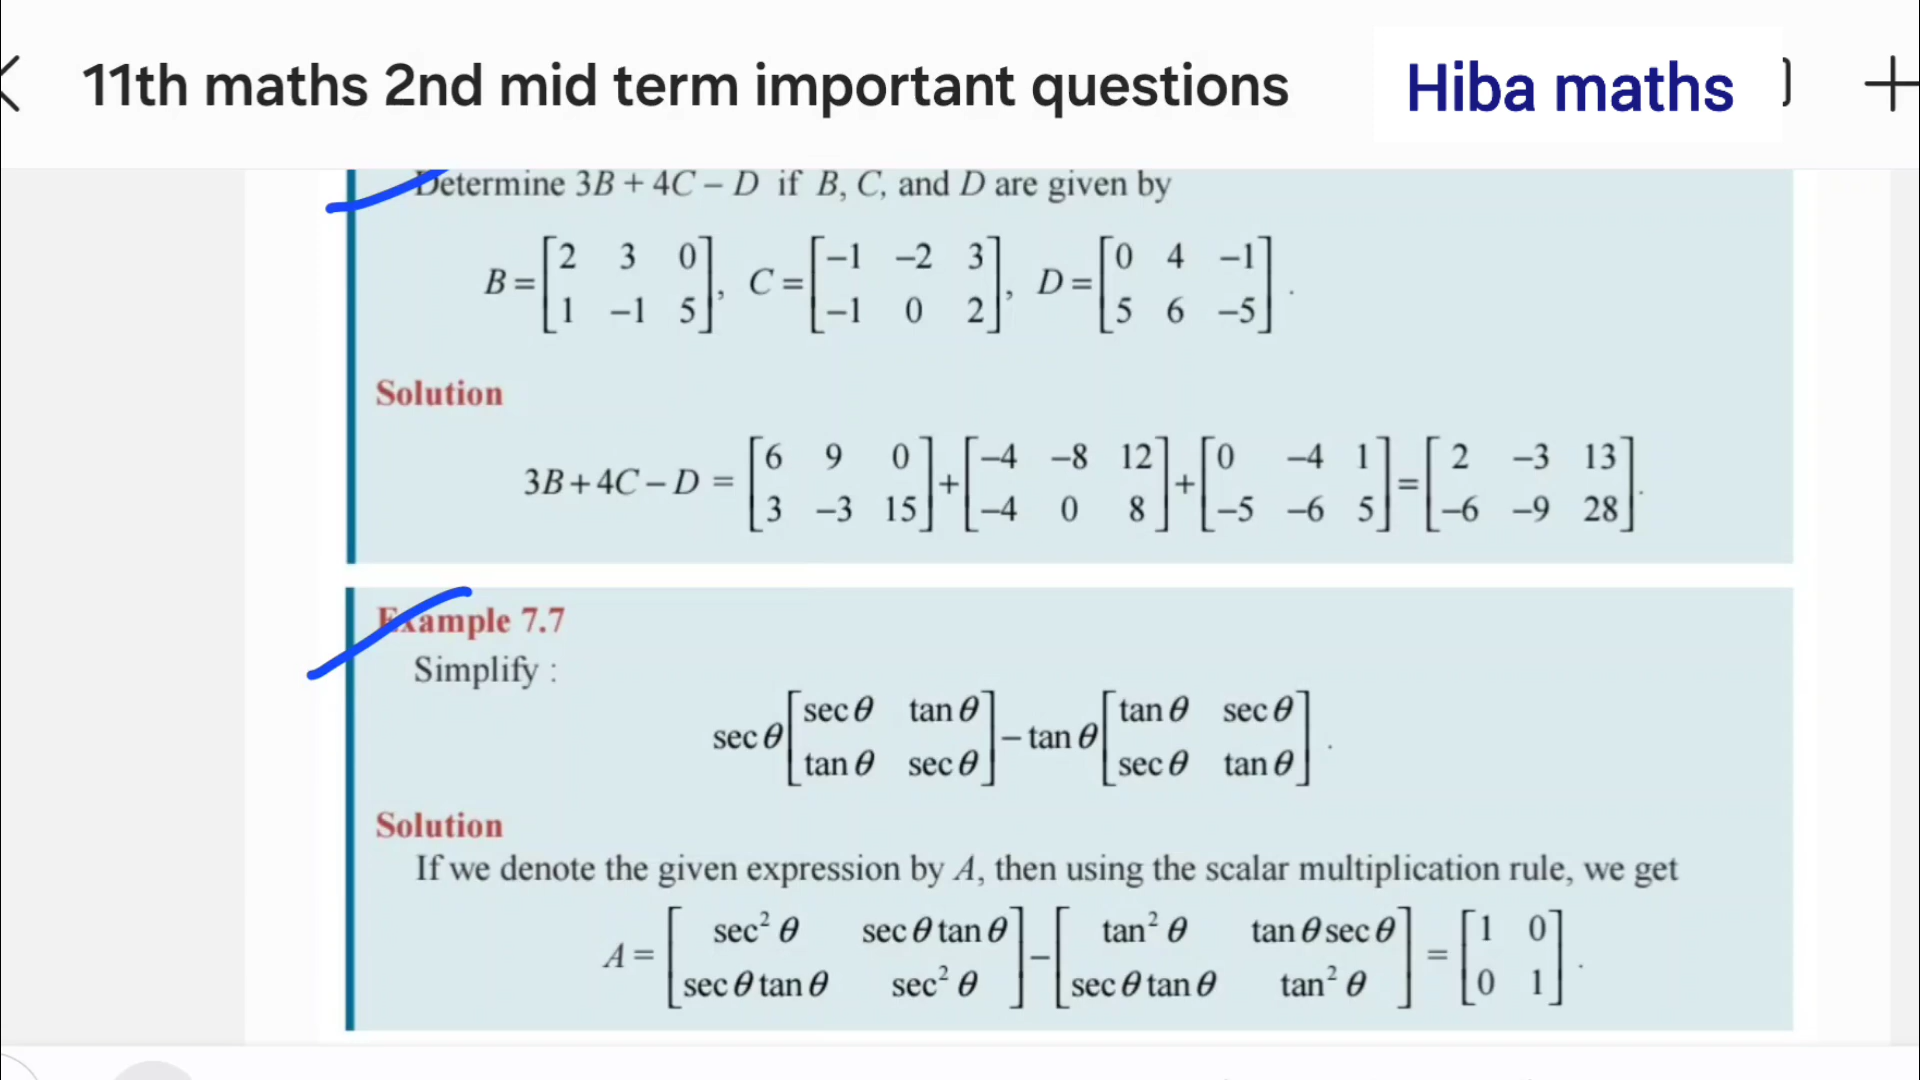 11th maths 2nd mid term important questions
Hiba maths
Determine 3B + 4C – D if B, C, and D are given by
B = [2 3 0; 1 –1 5], C = [–1 –2 3; –1 0 2], D = [0 4 –1; 5 6 –5].
Solution
3B + 4C – D = [6 9 0; 3 –3 15] + [–4 –8 12; –4 0 8] + [0 –4 1; –5 –6 5] = [2 –3 13; –6 –9 28].
Example 7.7
Simplify :
sec θ [sec θ tan θ; tan θ sec θ] – tan θ [tan θ sec θ; sec θ tan θ].
Solution
If we denote the given expression by A, then using the scalar multiplication rule, we get
A = [sec² θ sec θ tan θ; sec θ tan θ sec² θ] – [tan² θ tan θ sec θ; sec θ tan θ tan² θ] = [1 0; 0 1].